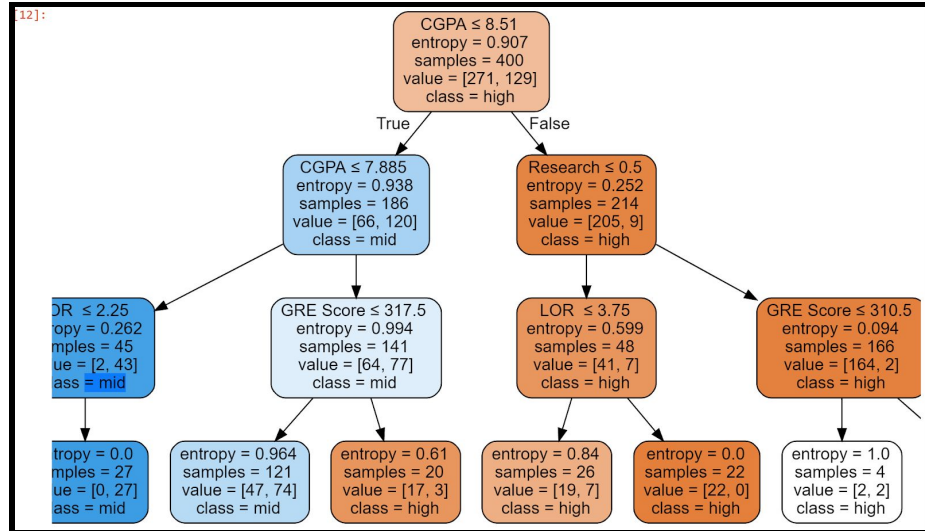 [12]:
CGPA ≤ 8.51
entropy = 0.907
samples = 400
value = [271, 129]
class = high
True
False
CGPA ≤ 7.885
entropy = 0.938
samples = 186
value = [66, 120]
class = mid
Research ≤ 0.5
entropy = 0.252
samples = 214
value = [205, 9]
class = high
OR ≤ 2.25
tropy = 0.262
mples = 45
lue = [2, 43]
class = mid
GRE Score ≤ 317.5
entropy = 0.994
samples = 141
value = [64, 77]
class = mid
LOR ≤ 3.75
entropy = 0.599
samples = 48
value = [41, 7]
class = high
GRE Score ≤ 310.5
entropy = 0.094
samples = 166
value = [164, 2]
class = high
ntropy = 0.0
amples = 27
lue = [0, 27]
class = mid
entropy = 0.964
samples = 121
value = [47, 74]
class = mid
entropy = 0.61
samples = 20
value = [17, 3]
class = high
entropy = 0.84
samples = 26
value = [19, 7]
class = high
entropy = 0.0
samples = 22
value = [22, 0]
class = high
entropy = 1.0
samples = 4
value = [2, 2]
class = high